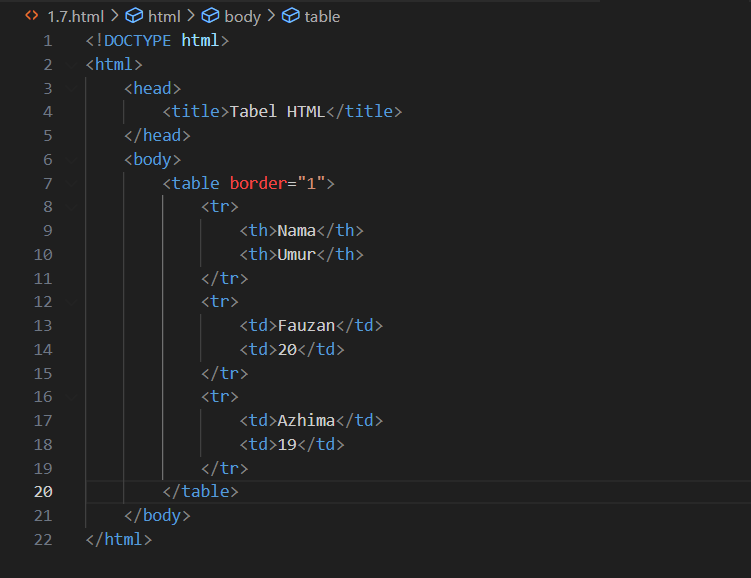 <> 1.7.html > html > body > table
1 <!DOCTYPE html>
2 <html>
3     <head>
4         <title>Tabel HTML</title>
5     </head>
6     <body>
7         <table border="1">
8             <tr>
9                 <th>Nama</th>
10                 <th>Umur</th>
11             </tr>
12             <tr>
13                 <td>Fauzan</td>
14                 <td>20</td>
15             </tr>
16             <tr>
17                 <td>Azhima</td>
18                 <td>19</td>
19             </tr>
20         </table>
21     </body>
22 </html>